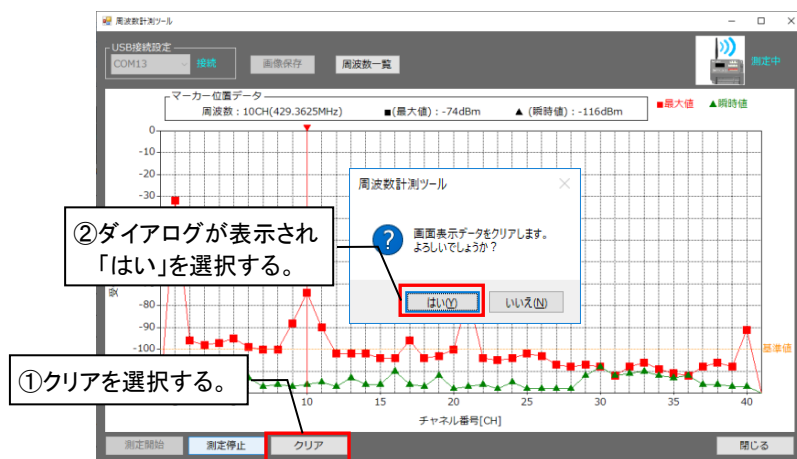 周波数計測ツール
USB接続設定
COM13 接続 画像保存 周波数一覧 測定中
マーカー位置データ
周波数：10CH(429.3625MHz) ■(最大値)：-74dBm ▲ (瞬時値)：-116dBm
■最大値 ▲瞬時値
0
-10
-20
-30
周波数計測ツール
画面表示データをクリアします。
よろしいでしょうか？
はい(Y) いいえ(N)
②ダイアログが表示され
「はい」を選択する。
受
-80
-90
-100
基準値
①クリアを選択する。
10 15 20 25 30 35 40
チャネル番号[CH]
測定開始 測定停止 クリア 閉じる